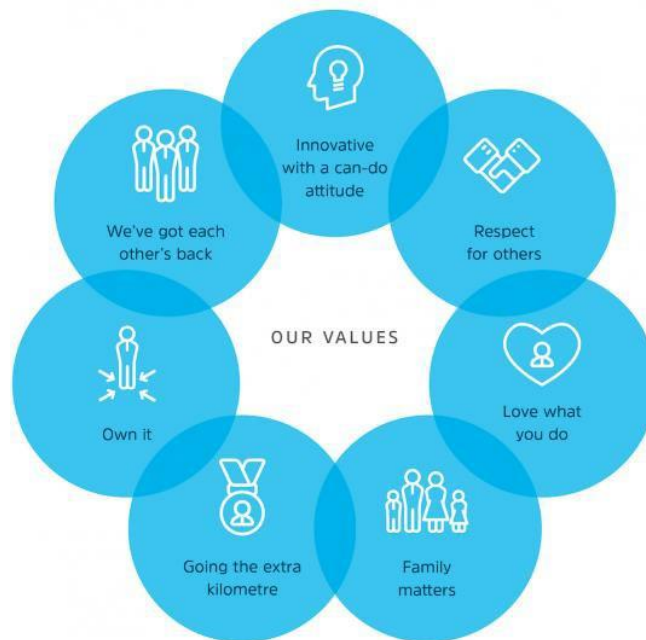 Innovative
with a can-do
attitude
We've got each
other's back
Respect
for others
OUR VALUES
Love what
you do
Own it
Going the extra
kilometre
Family
matters